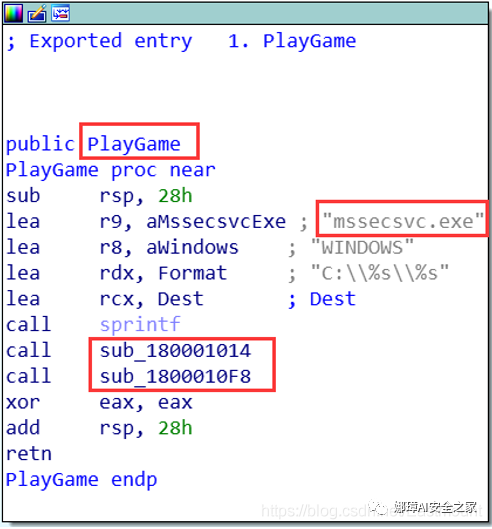 ; Exported entry   1. PlayGame
public PlayGame
PlayGame proc near
sub     rsp, 28h
lea     r9, aMssecsvcExe ; "mssecsvc.exe"
lea     r8, aWindows    ; "WINDOWS"
lea     rdx, Format     ; "C:\\%s\\%s"
lea     rcx, Dest       ; Dest
call    sprintf
call    sub_180001014
call    sub_1800010F8
xor     eax, eax
add     rsp, 28h
retn
PlayGame endp
https://blog.csdn
娜璋AI安全之家